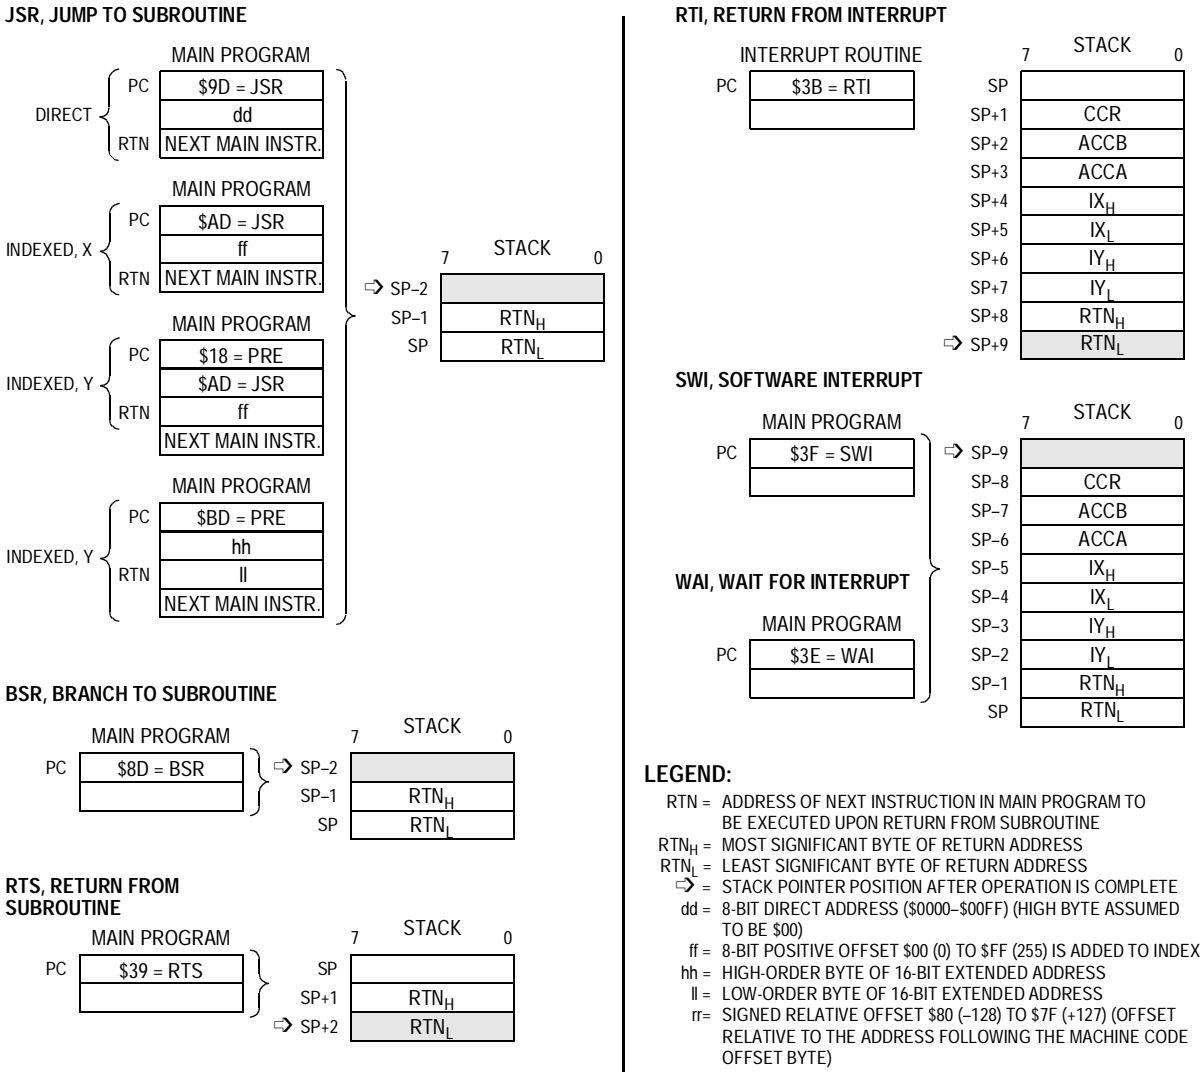 JSR, JUMP TO SUBROUTINE
MAIN PROGRAM
DIRECT
PC $9D = JSR
dd
RTN NEXT MAIN INSTR.
MAIN PROGRAM
INDEXED, X
PC $AD = JSR
ff
RTN NEXT MAIN INSTR.
MAIN PROGRAM
INDEXED, Y
PC $18 = PRE
$AD = JSR
RTN ff
NEXT MAIN INSTR.
MAIN PROGRAM
INDEXED, Y
PC $BD = PRE
hh
RTN ll
NEXT MAIN INSTR.
7 STACK 0
➩ SP–2
SP–1 RTNH
SP RTNL
BSR, BRANCH TO SUBROUTINE
MAIN PROGRAM
PC $8D = BSR
7 STACK 0
➩ SP–2
SP–1 RTNH
SP RTNL
RTS, RETURN FROM
SUBROUTINE
MAIN PROGRAM
PC $39 = RTS
7 STACK 0
SP
SP+1 RTNH
➩ SP+2 RTNL
RTI, RETURN FROM INTERRUPT
INTERRUPT ROUTINE
PC $3B = RTI
7 STACK 0
SP
SP+1 CCR
SP+2 ACCB
SP+3 ACCA
SP+4 IXH
SP+5 IXL
SP+6 IYH
SP+7 IYL
SP+8 RTNH
➩ SP+9 RTNL
SWI, SOFTWARE INTERRUPT
MAIN PROGRAM
PC $3F = SWI
WAI, WAIT FOR INTERRUPT
MAIN PROGRAM
PC $3E = WAI
7 STACK 0
➩ SP–9
SP–8 CCR
SP–7 ACCB
SP–6 ACCA
SP–5 IXH
SP–4 IXL
SP–3 IYH
SP–2 IYL
SP–1 RTNH
SP RTNL
LEGEND:
RTN = ADDRESS OF NEXT INSTRUCTION IN MAIN PROGRAM TO
BE EXECUTED UPON RETURN FROM SUBROUTINE
RTNH = MOST SIGNIFICANT BYTE OF RETURN ADDRESS
RTNL = LEAST SIGNIFICANT BYTE OF RETURN ADDRESS
➩ = STACK POINTER POSITION AFTER OPERATION IS COMPLETE
dd = 8-BIT DIRECT ADDRESS ($0000–$00FF) (HIGH BYTE ASSUMED
TO BE $00)
ff = 8-BIT POSITIVE OFFSET $00 (0) TO $FF (255) IS ADDED TO INDEX
hh = HIGH-ORDER BYTE OF 16-BIT EXTENDED ADDRESS
ll = LOW-ORDER BYTE OF 16-BIT EXTENDED ADDRESS
rr= SIGNED RELATIVE OFFSET $80 (–128) TO $7F (+127) (OFFSET
RELATIVE TO THE ADDRESS FOLLOWING THE MACHINE CODE
OFFSET BYTE)